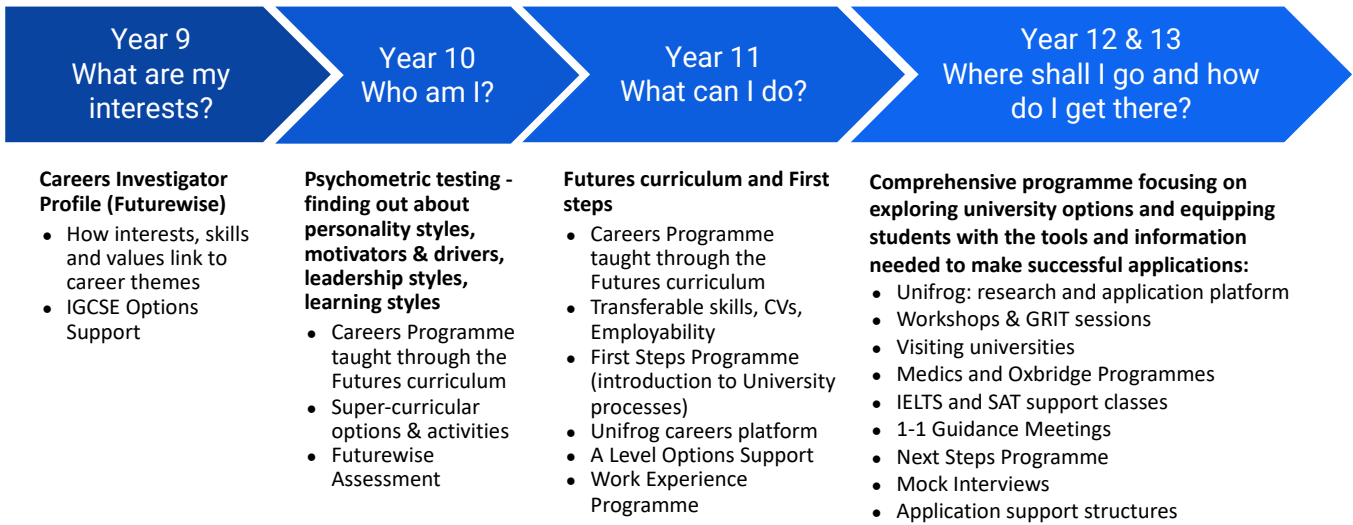 Year 9
What are my
interests?
Year 10
Who am I?
Year 11
What can I do?
Year 12 & 13
Where shall I go and how
do I get there?
Careers Investigator
Profile (Futurewise)
• How interests, skills
and values link to
career themes
• IGCSE Options
Support
Psychometric testing -
finding out about
personality styles,
motivators & drivers,
leadership styles,
learning styles
• Careers Programme
taught through the
Futures curriculum
• Super-curricular
options & activities
• Futurewise
Assessment
Futures curriculum and First
steps
• Careers Programme
taught through the
Futures curriculum
• Transferable skills, CVs,
Employability
• First Steps Programme
(introduction to University
processes)
• Unifrog careers platform
• A Level Options Support
• Work Experience
Programme
Comprehensive programme focusing on
exploring university options and equipping
students with the tools and information
needed to make successful applications:
• Unifrog: research and application platform
• Workshops & GRIT sessions
• Visiting universities
• Medics and Oxbridge Programmes
• IELTS and SAT support classes
• 1-1 Guidance Meetings
• Next Steps Programme
• Mock Interviews
• Application support structures